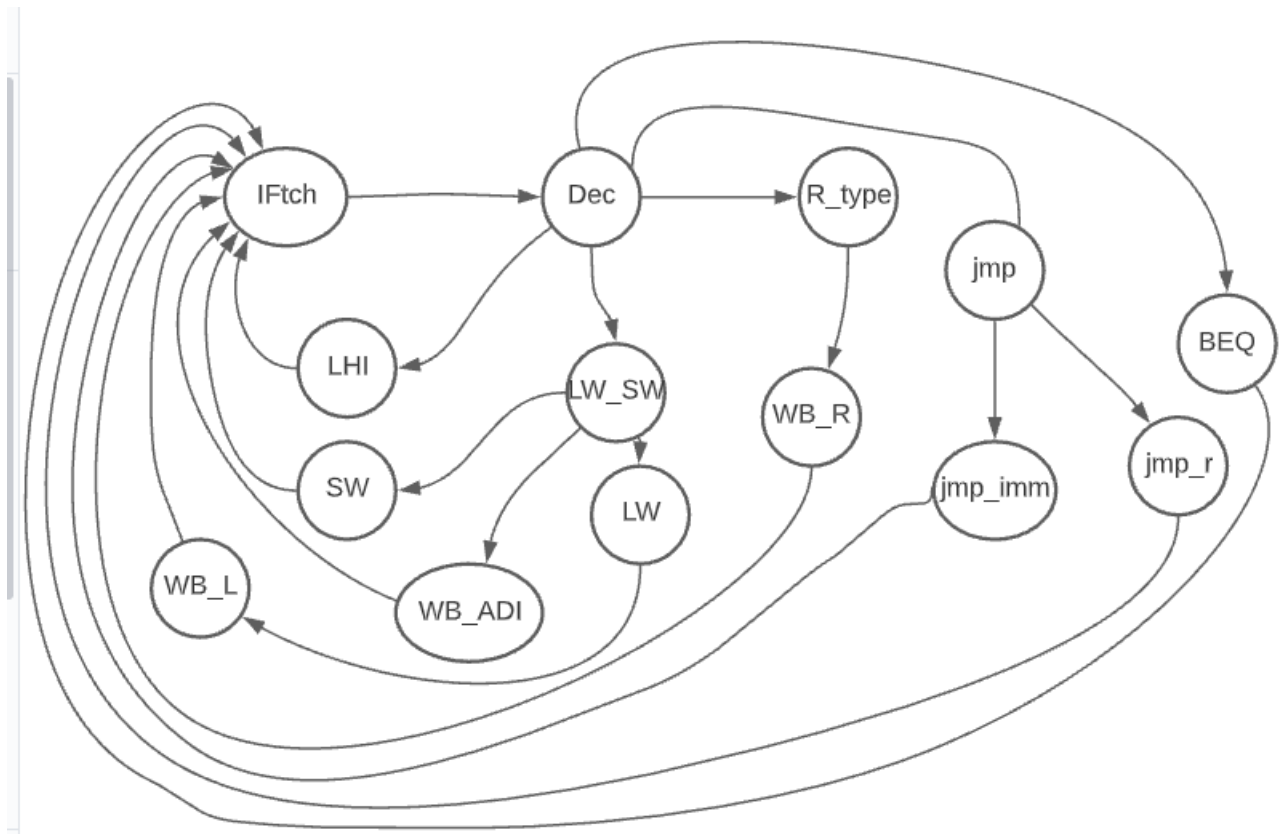 IFtch
Dec
R_type
jmp
BEQ
LHI
LW_SW
WB_R
jmp_r
SW
jmp_imm
LW
WB_L
WB_ADI